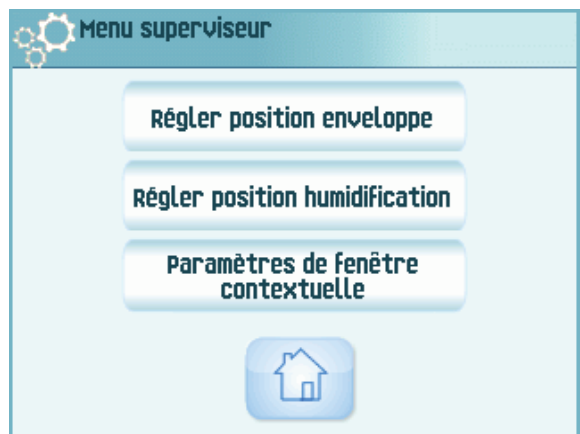 Menu superviseur
Régler position enveloppe
Régler position humidification
Paramètres de fenêtre
contextuelle